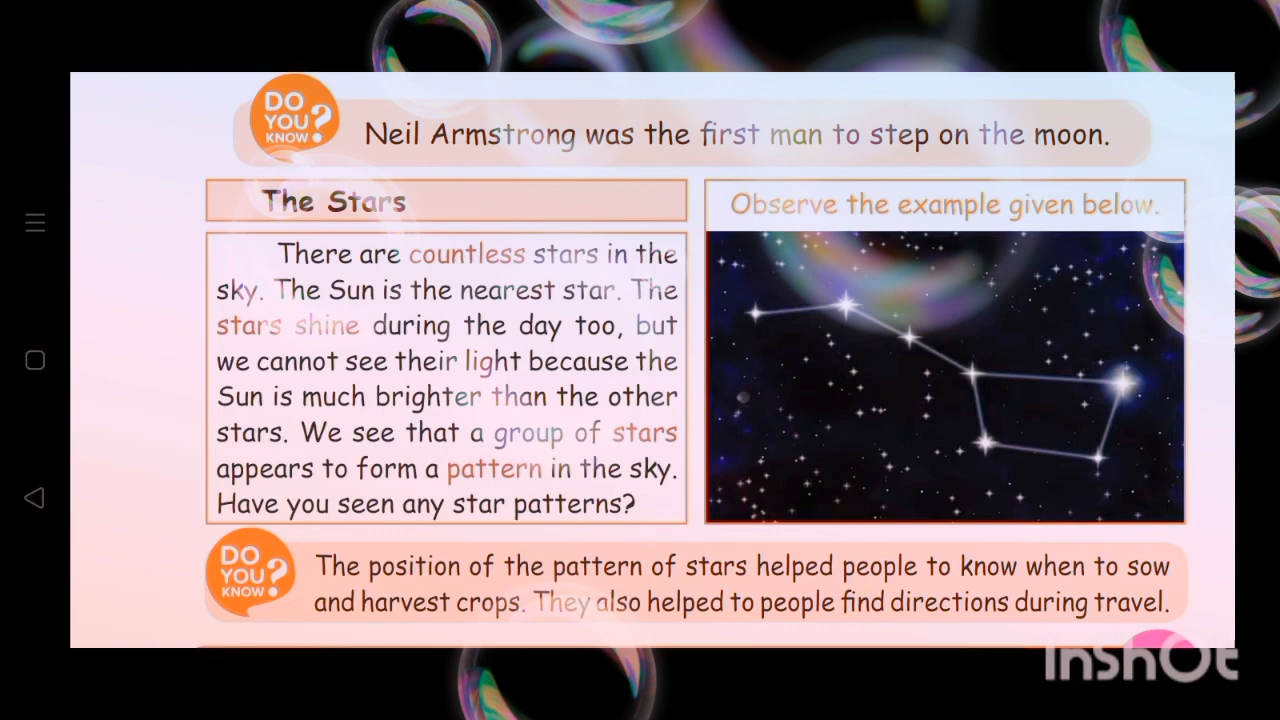 DO
YOU
KNOW ?
Neil Armstrong was the first man to step on the moon.
The Stars
There are countless stars in the
sky. The Sun is the nearest star. The
stars shine during the day too, but
we cannot see their light because the
Sun is much brighter than the other
stars. We see that a group of stars
appears to form a pattern in the sky.
Have you seen any star patterns?
Observe the example given below.
DO
YOU
KNOW ?
The position of the pattern of stars helped people to know when to sow
and harvest crops. They also helped to people find directions during travel.
InShOt